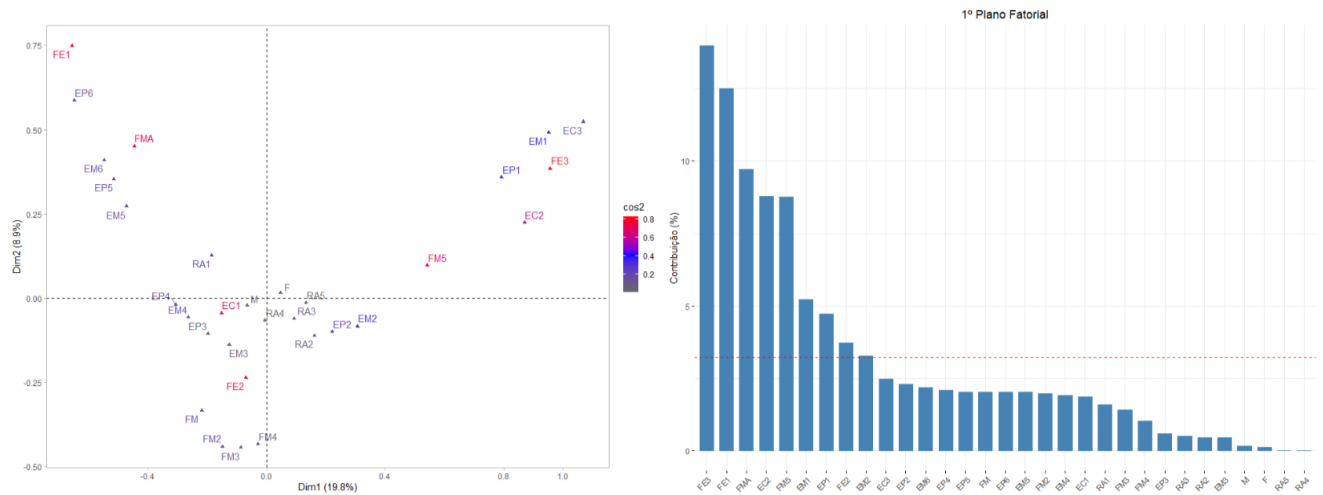 FE1
EP6
FMA
EM6
EP5
EM5
RA1
EC3
EM1
FE3
EP1
EC2
FM5
F
M
RA5
EP4
EC1
RA4
RA3
EM4
EP3
EP2
EM2
RA2
EM3
FE2
FM
FM2
FM4
FM3
0.75
0.50
0.25
0.00
-0.25
-0.50
Dim2 (8.9%)
-0.4
0.0
0.4
0.8
Dim1 (19.8%)
cos2
0.8
0.6
0.4
0.2
1º Plano Fatorial
Contribuição (%)
10
5
0
FE3 FE1 FMA EC2 FM5 EM1 EP1 FE2 EM2 EC3 EP2 EM6 EP4 EP5 FM EP6 EM5 FM2 EM4 EC1 RA1 FM3 FM4 EP3 RA3 RA2 EM3 M F RA5 RA4